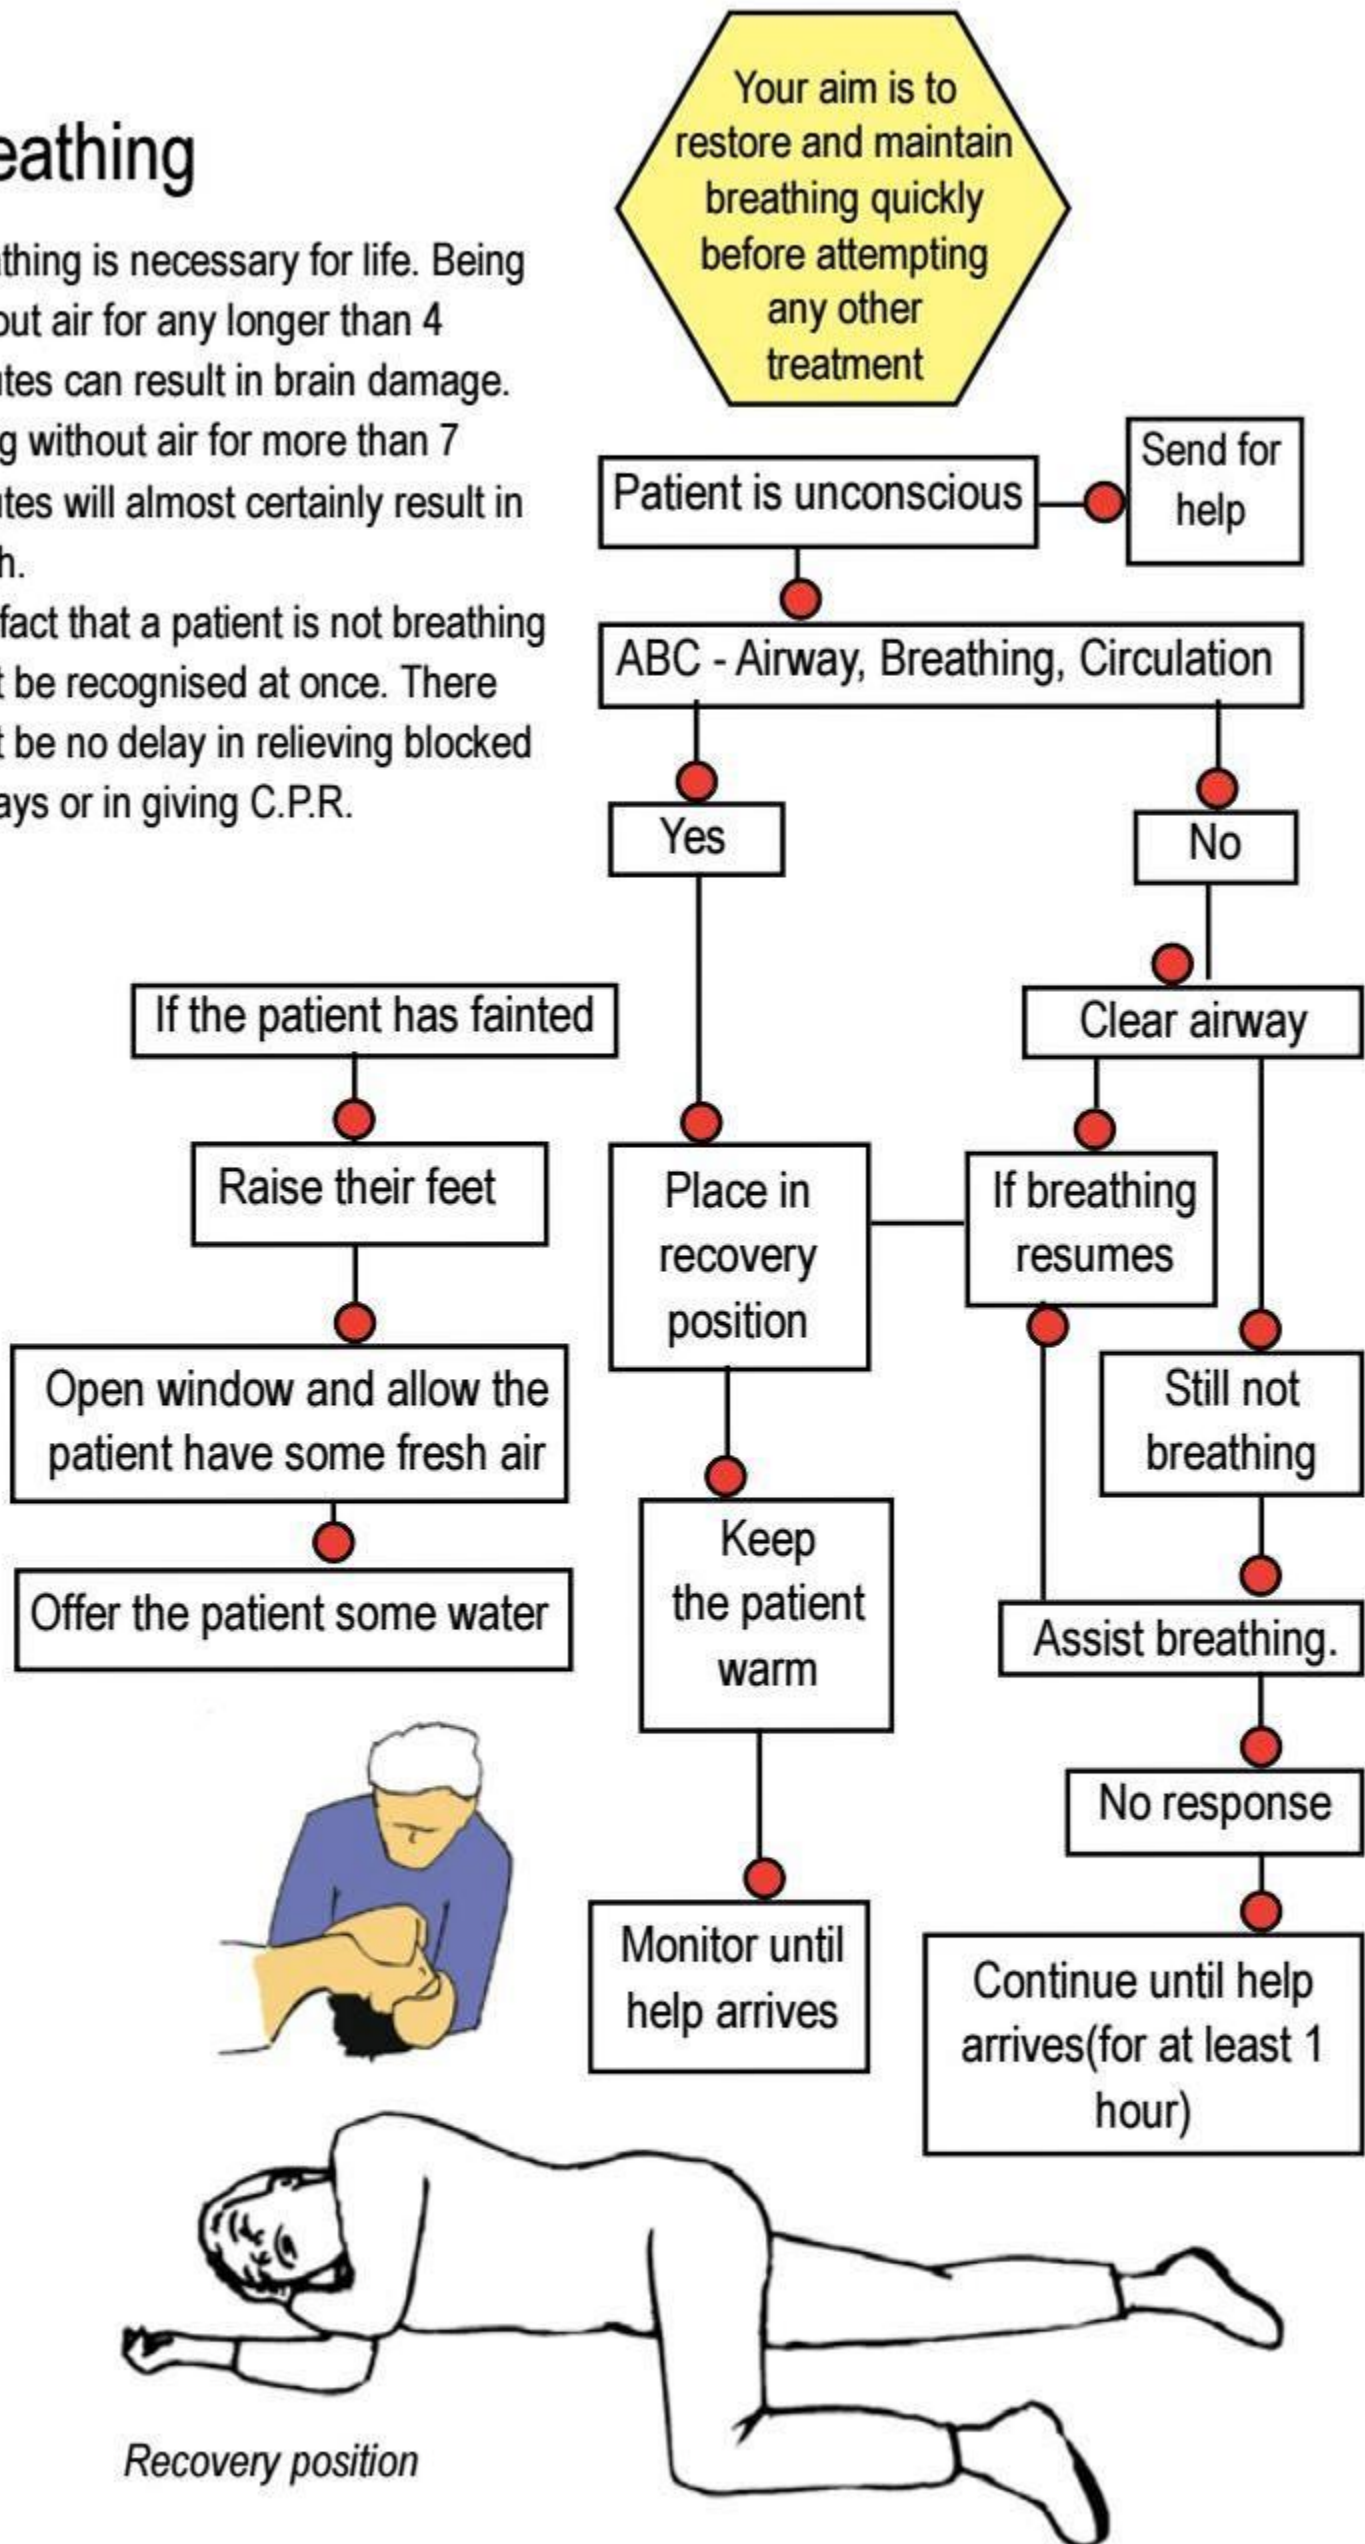 eathing
thing is necessary for life. Being
out air for any longer than 4
utes can result in brain damage.
g without air for more than 7
utes will almost certainly result in
h.
fact that a patient is not breathing
t be recognised at once. There
t be no delay in relieving blocked
ays or in giving C.P.R.
Your aim is to
restore and maintain
breathing quickly
before attempting
any other
treatment
Patient is unconscious
Send for
help
ABC - Airway, Breathing, Circulation
Yes
No
If the patient has fainted
Clear airway
Raise their feet
Place in
recovery
position
If breathing
resumes
Open window and allow the
patient have some fresh air
Still not
breathing
Keep
the patient
warm
Offer the patient some water
Assist breathing.
No response
Monitor until
help arrives
Continue until help
arrives(for at least 1
hour)
Recovery position